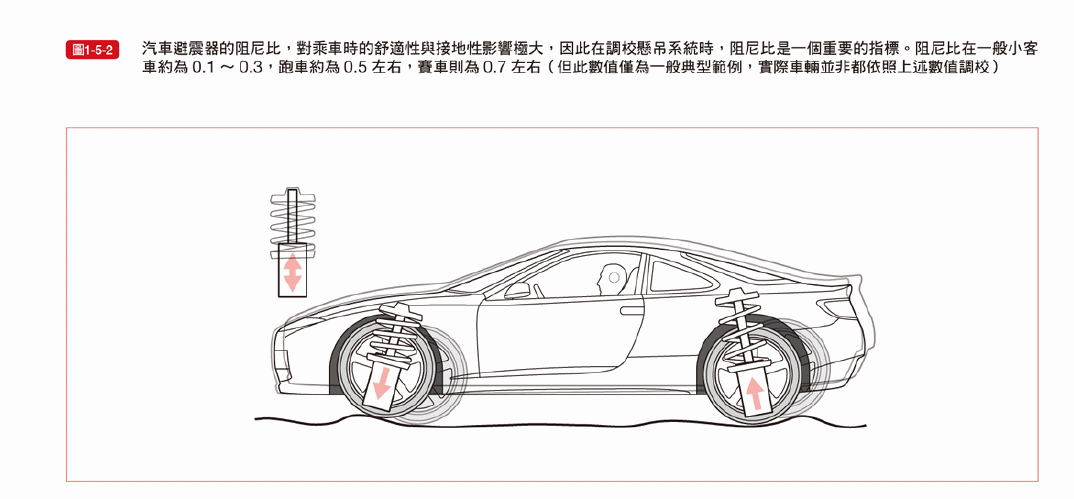 圖1-5-2
汽車避震器的阻尼比，對乘車時的舒適性與接地性影響極大，因此在調校懸吊系統時，阻尼比是一個重要的指標。阻尼比在一般小客
車約為 0.1 ～ 0.3，跑車約為 0.5 左右，賽車則為 0.7 左右（但此數值僅為一般典型範例，實際車輛並非都依照上述數值調校）